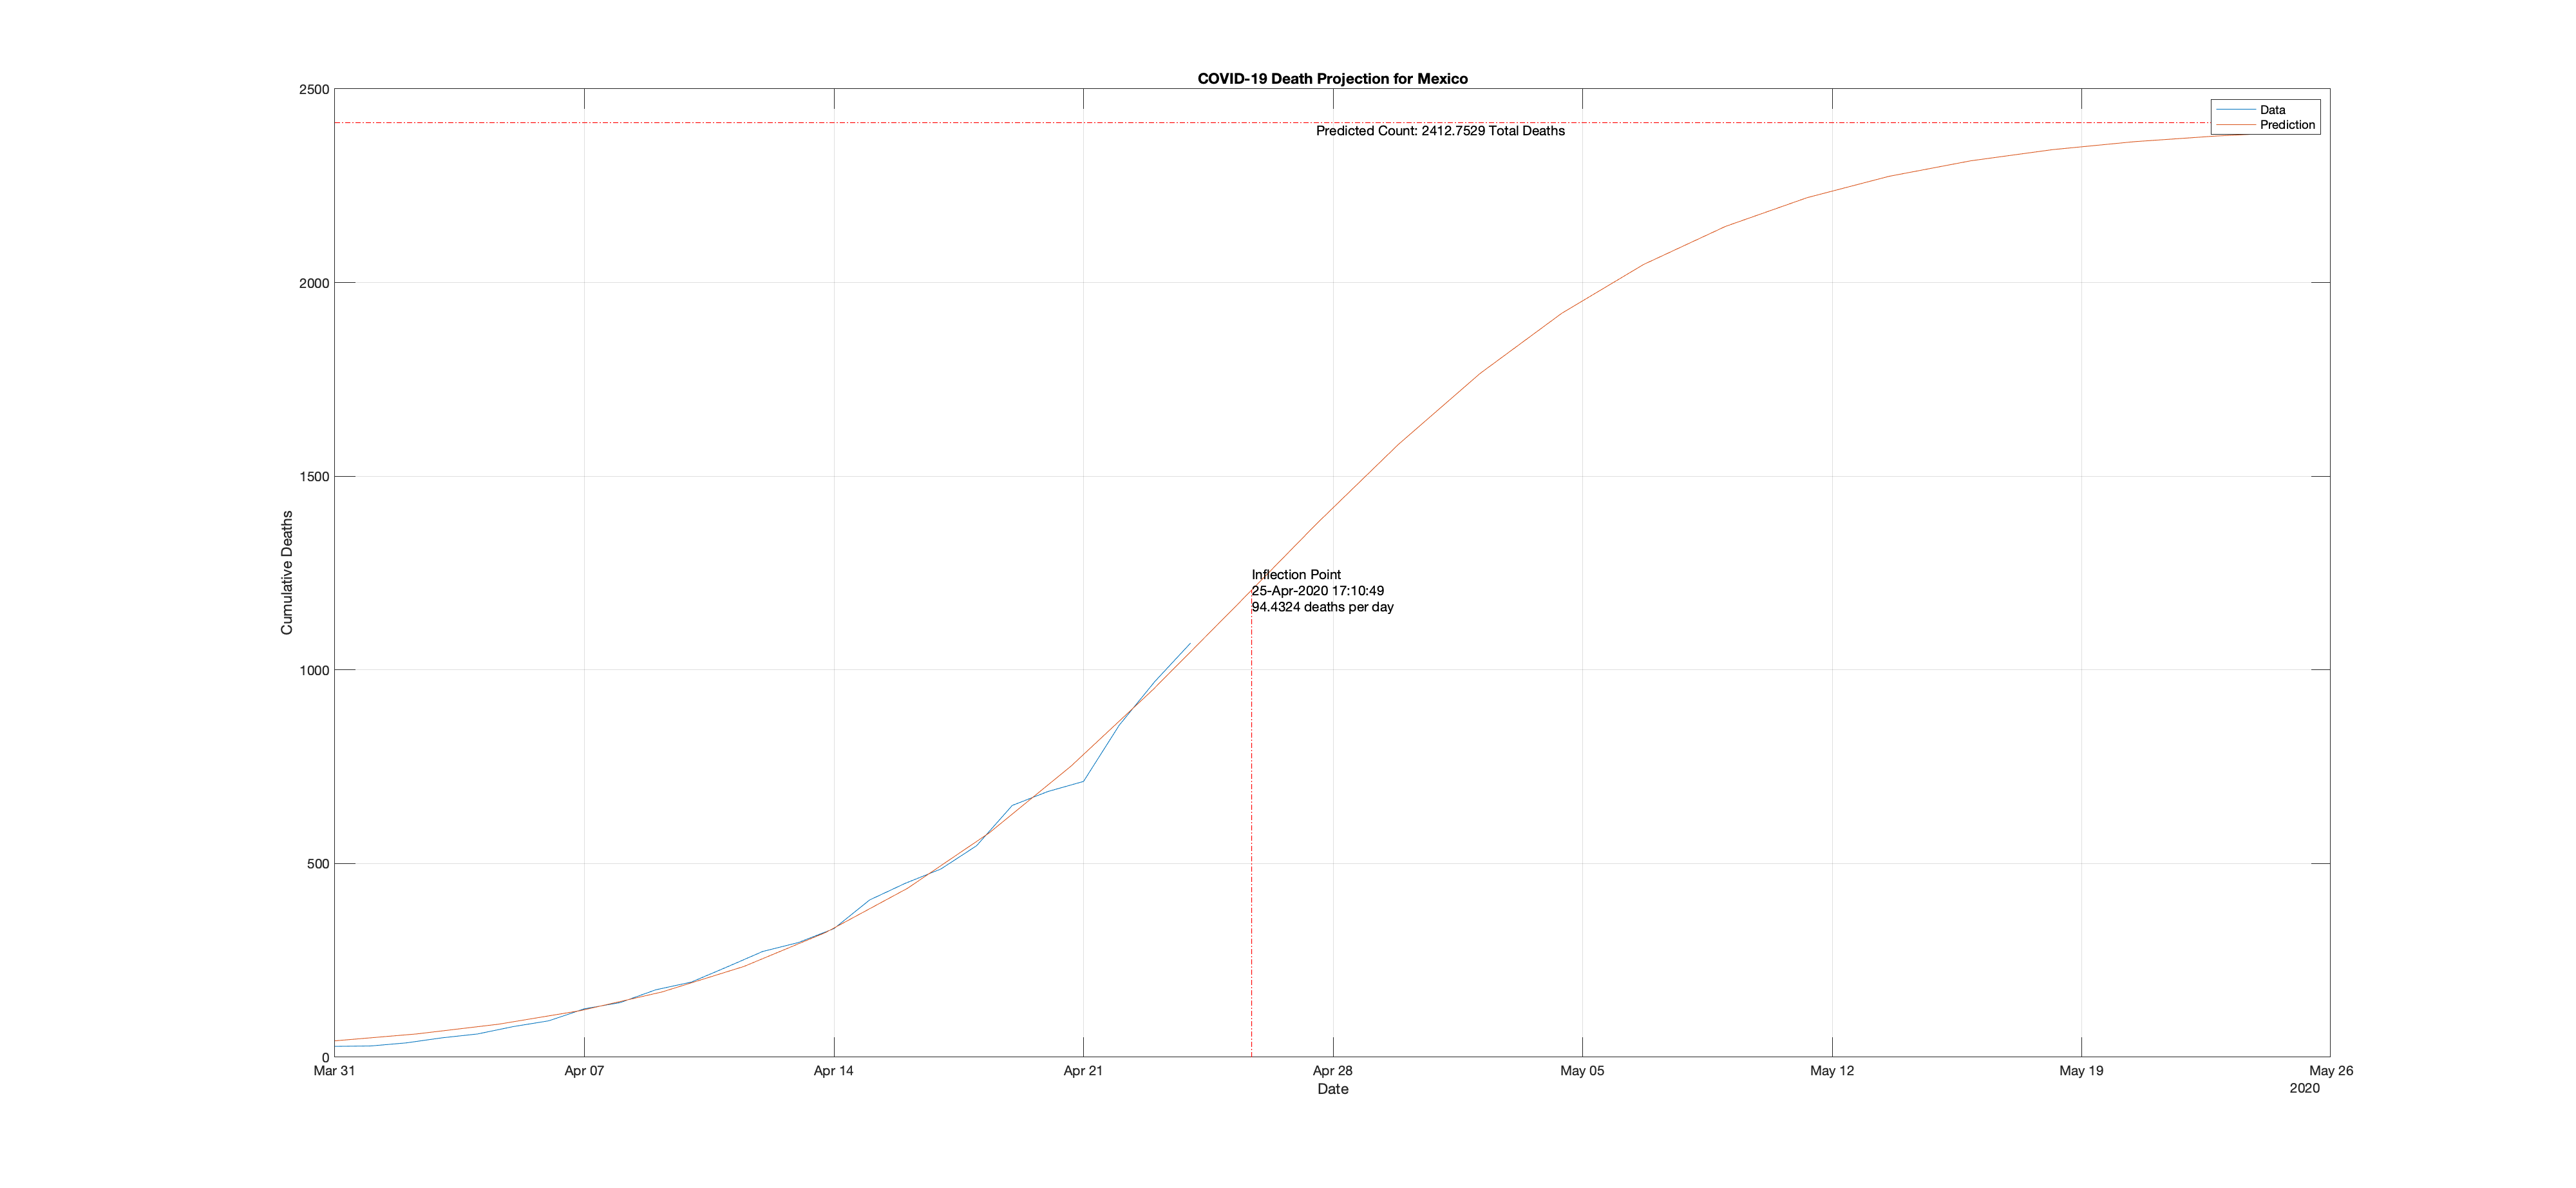 COVID-19 Death Projection for Mexico
2500
Data
Prediction
Predicted Count: 2412.7529 Total Deaths
2000
1500
Cumulative Deaths
Inflection Point
25-Apr-2020 17:10:49
94.4324 deaths per day
1000
500
0
Mar 31 Apr 07 Apr 14 Apr 21 Apr 28 May 05 May 12 May 19 May 26
Date
2020